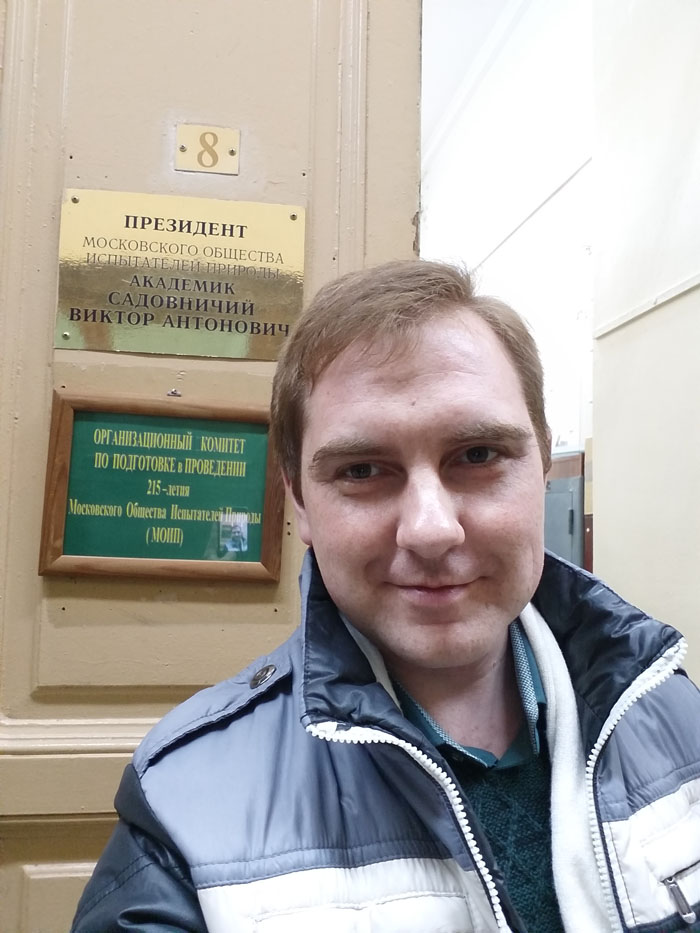 8
ПРЕЗИДЕНТ
МОСКОВСКОГО ОБЩЕСТВА
ИСПЫТАТЕЛЕЙ ПРИРОДЫ
АКАДЕМИК
САДОВНИЧИЙ
ВИКТОР АНТОНОВИЧ
ОРГАНИЗАЦИОННЫЙ КОМИТЕТ
ПО ПОДГОТОВКЕ и ПРОВЕДЕНИИ
215 –летия
Московского Общества Испытателей Природы
(МОИП)